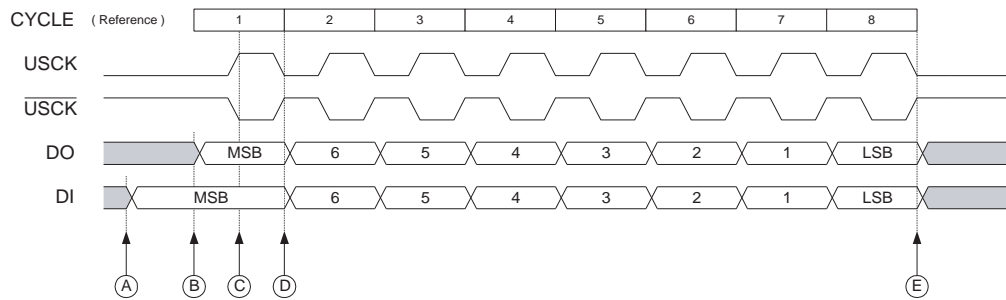 CYCLE ( Reference ) 1 2 3 4 5 6 7 8
USCK
USCK
DO MSB 6 5 4 3 2 1 LSB
DI MSB 6 5 4 3 2 1 LSB
A B C D E